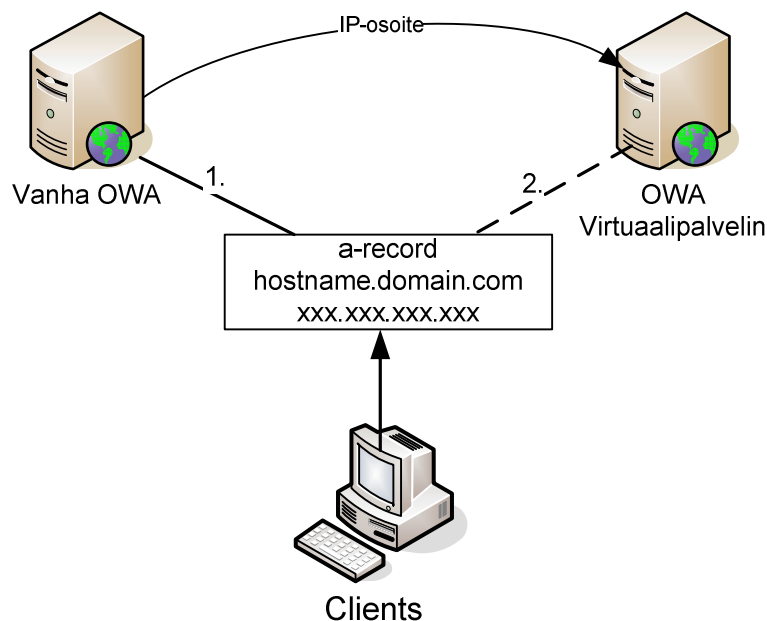 IP-osoite
Vanha OWA
1.
2.
OWA
Virtuaalipalvelin
a-record
hostname.domain.com
xxx.xxx.xxx.xxx
Clients